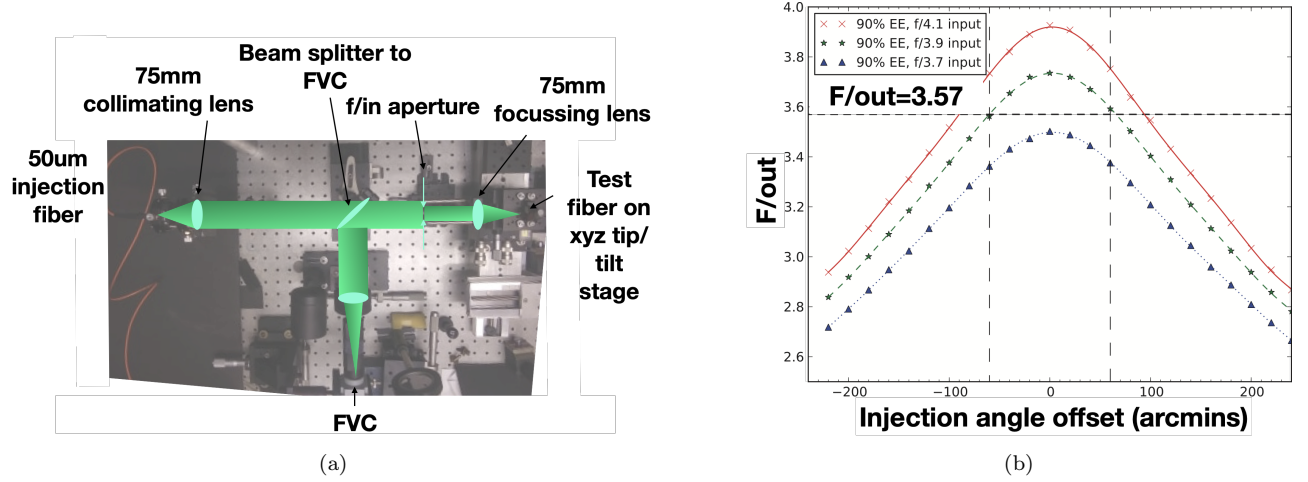 Beam splitter to
FVC
75mm
collimating lens
f/in aperture
75mm
focussing lens
50um
injection
fiber
Test
fiber on
xyz tip/
tilt
stage
FVC
(a)
4.0
3.8
3.6
3.4
3.2
3.0
2.8
2.6
F/out
90% EE, f/4.1 input
90% EE, f/3.9 input
90% EE, f/3.7 input
F/out=3.57
−200
−100
0
100
200
Injection angle offset (arcmins)
(b)